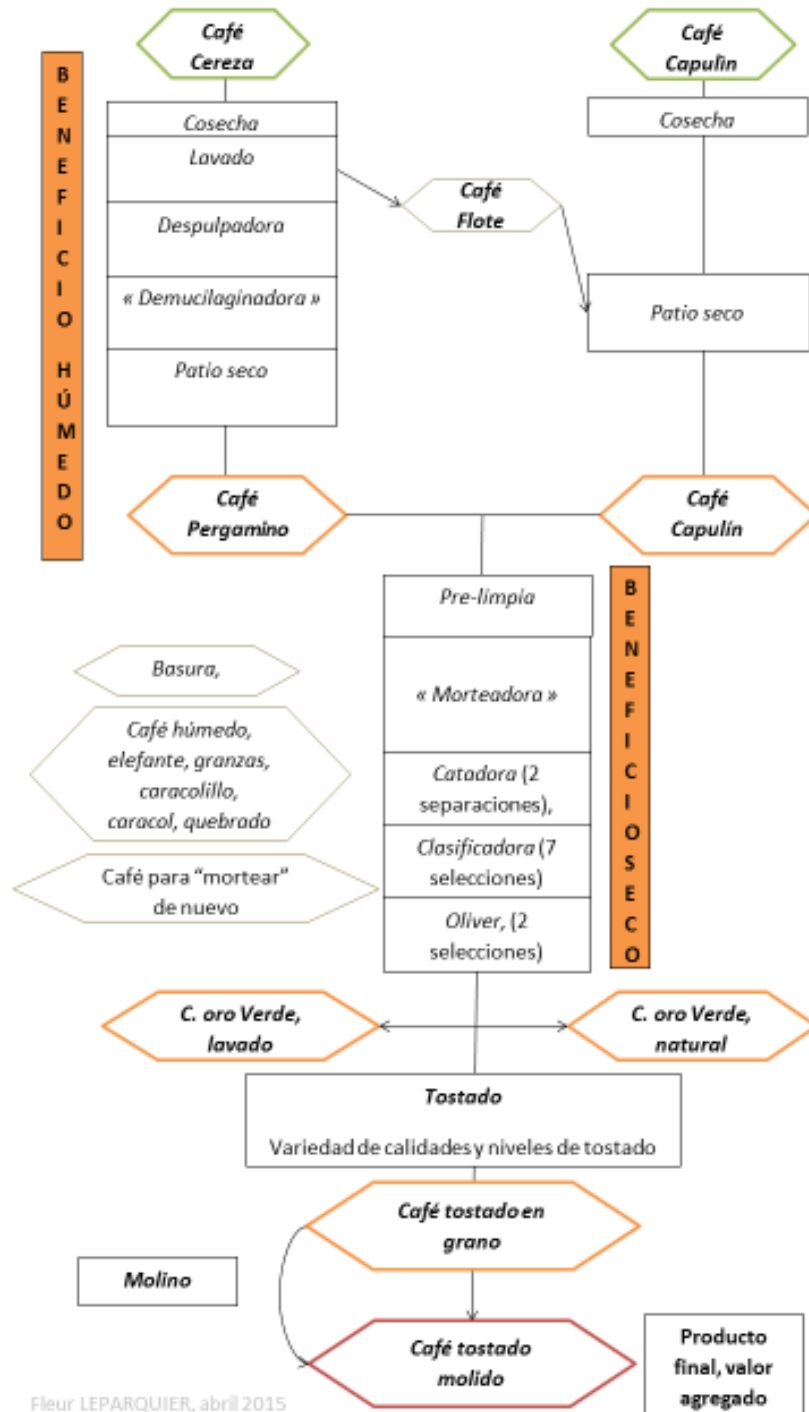 Café
Cereza
Café
Capulín
BENEFICIO HÚMEDO
Cosecha
Lavado
Despulpadora
« Demucilaginadora »
Patio seco
Café
Flote
Cosecha
Patio seco
Café
Pergamino
Café
Capulín
BENEFICIOSECO
Pre-limpia
« Morteadora »
Catadora (2
separaciones),
Clasificadora (7
selecciones)
Oliver, (2
selecciones)
Basura,
Café húmedo,
elefante, granzas,
caracolillo,
caracol, quebrado
Café para “mortear”
de nuevo
C. oro Verde,
lavado
C. oro Verde,
natural
Tostado
Variedad de calidades y niveles de tostado
Café tostado en
grano
Molino
Café tostado
molido
Producto
final, valor
agregado
Fleur LEPARQUIER, abril 2015